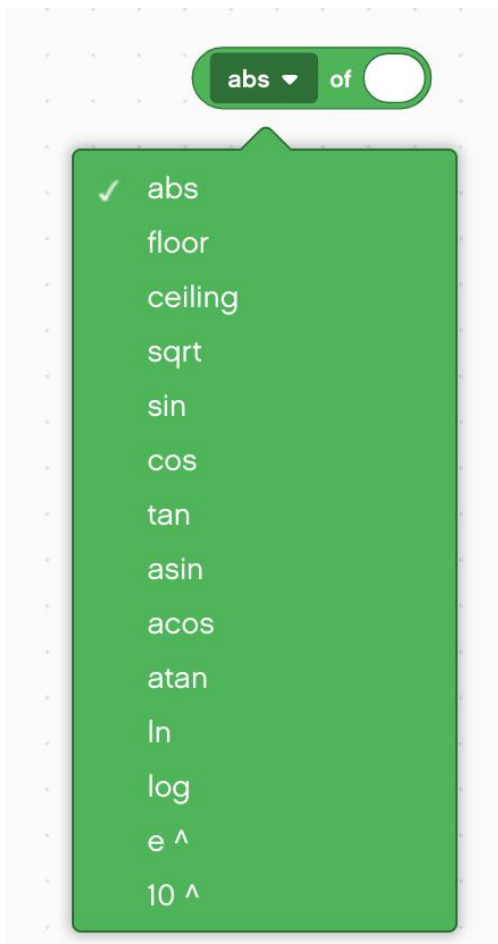 abs of
abs
floor
ceiling
sqrt
sin
cos
tan
asin
acos
atan
ln
log
e ^
10 ^